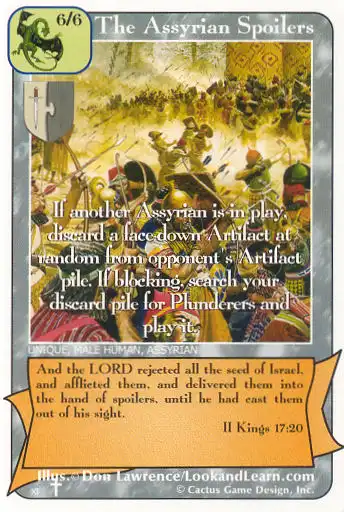 6/6
The Assyrian Spoilers
If another Assyrian is in play,
discard a face-down Artifact at
random from opponent's Artifact
pile. If blocking, search your
discard pile for Plunderers and
play it.
UNIQUE, MALE HUMAN, ASSYRIAN
And the LORD rejected all the seed of Israel,
and afflicted them, and delivered them into
the hand of spoilers, until he had cast them
out of his sight.
II Kings 17:20
Illus. © Don Lawrence/LookandLearn.com
© Cactus Game Design, Inc.